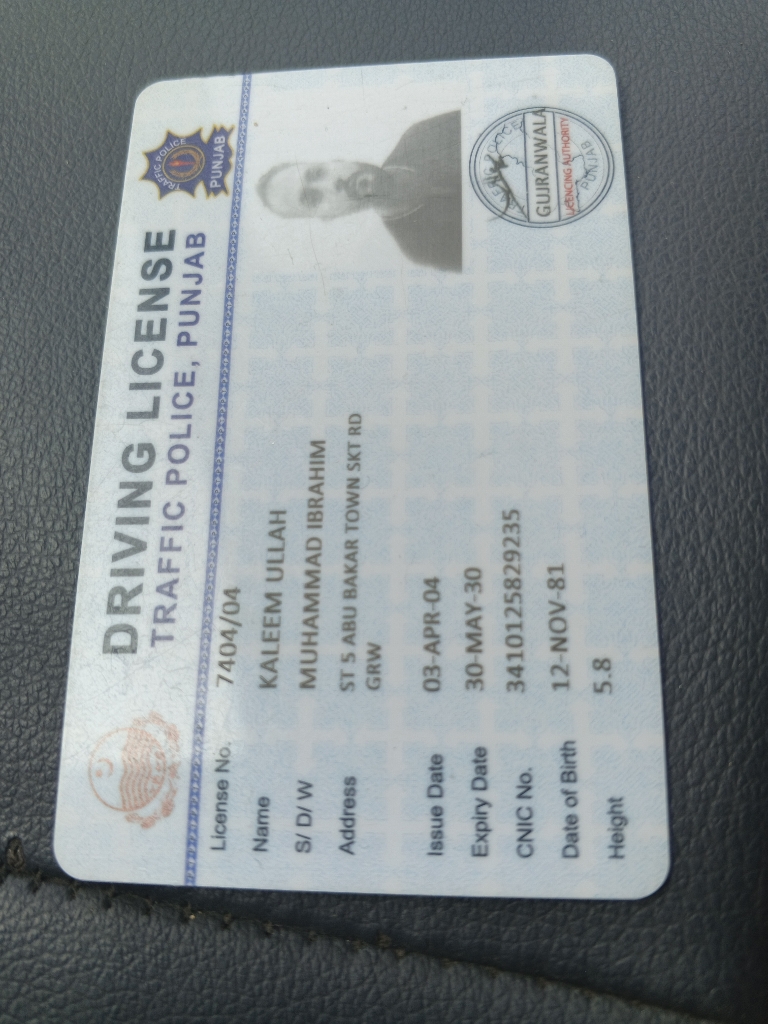 DRIVING LICENSE
TRAFFIC POLICE, PUNJAB
TRAFFIC POLICE
PUNJAB
License No. 7404/04
Name KALEEM ULLAH
S/ D/ W MUHAMMAD IBRAHIM
Address ST 5 ABU BAKAR TOWN SKT RD
GRW
Issue Date 03-APR-04
Expiry Date 30-MAY-30
CNIC No. 3410125829235
Date of Birth 12-NOV-81
Height 5.8
TRAFFIC POLICE
GUJRANWALA
LICENCING AUTHORITY
PUNJAB